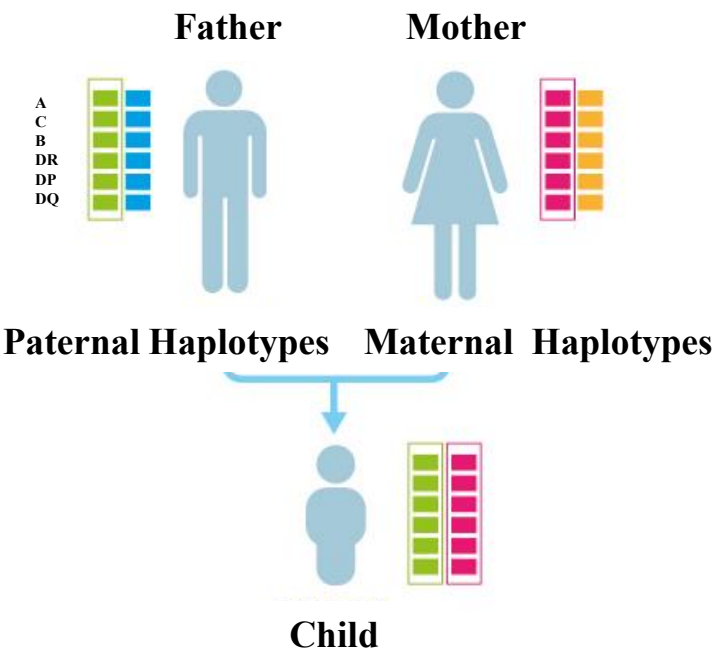 Father Mother
A
C
B
DR
DP
DQ
Paternal Haplotypes Maternal Haplotypes
Child